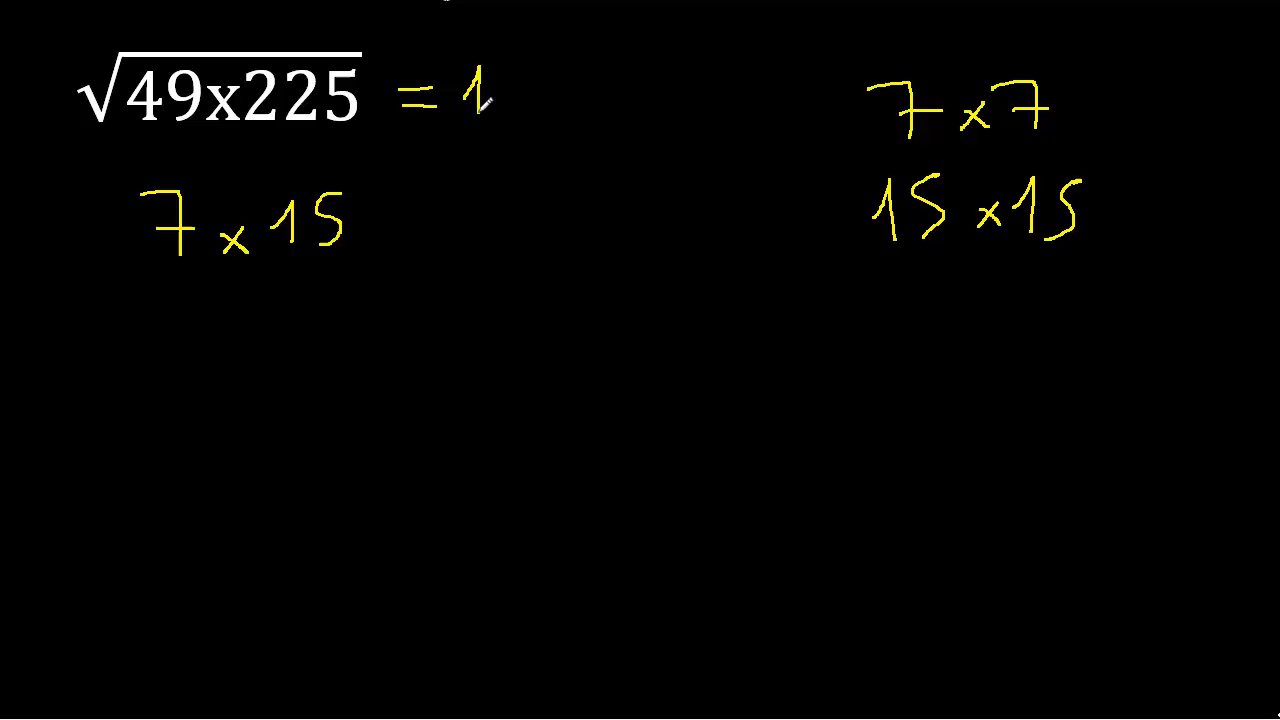 √49x225 = 1
7 x 7
7 x 15
15 x 15